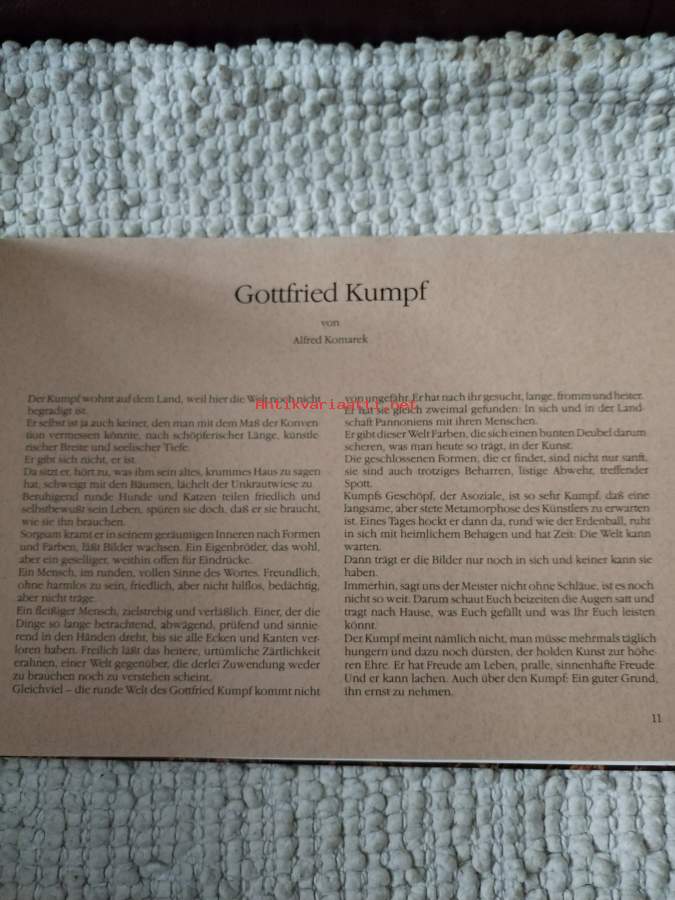 Gottfried Kumpf
von
Alfred Komarek
Der Kumpf wohnt auf dem Land, weil hier die Welt noch nicht
begradigt ist.
Er selbst ist ja auch keiner, den man mit dem Maß der Konven-
tion vermessen könnte, nach schöpferischer Länge, künstle-
rischer Breite und seelischer Tiefe.
Er gibt sich nicht, er ist.
Da sitzt er, hört zu, was ihm sein altes, krummes Haus zu sagen
hat, schweigt mit den Bäumen, lächelt der Unkrautwiese zu.
Beruhigend runde Hunde und Katzen teilen friedlich und
selbstbewußt sein Leben, spüren sie doch, daß er sie braucht,
wie sie ihn brauchen.
Sorgsam kramt er in seinem geräumigen Inneren nach Formen
und Farben, läßt Bilder wachsen. Ein Eigenbrötler, das wohl,
aber ein geselliger, weithin offen für Eindrücke.
Ein Mensch, im runden, vollen Sinne des Wortes. Freundlich,
ohne harmlos zu sein, friedlich, aber nicht hilflos, bedächtig,
aber nicht träge.
Ein fleißiger Mensch, zielstrebig und verläßlich. Einer, der die
Dinge so lange betrachtend, abwägend, prüfend und sinnie-
rend in den Händen dreht, bis sie alle Ecken und Kanten ver-
loren haben. Freilich läßt das heitere, urtümliche Zärtlichkeit
erahnen, einer Welt gegenüber, die derlei Zuwendung weder
zu brauchen noch zu verstehen scheint.
Gleichviel – die runde Welt des Gottfried Kumpf kommt nicht
von ungefähr. Er hat nach ihr gesucht, lange, fromm und heiter.
Er hat sie gleich zweimal gefunden: In sich und in der Land-
schaft Pannoniens mit ihren Menschen.
Er gibt dieser Welt Farben, die sich einen bunten Deubel darum
scheren, was man heute so trägt, in der Kunst.
Die geschlossenen Formen, die er findet, sind nicht nur sanft,
sie sind auch trotziges Beharren, listige Abwehr, treffender
Spott.
Kumpfs Geschöpf, der Asoziale, ist so sehr Kumpf, daß eine
langsame, aber stete Metamorphose des Künstlers zu erwarten
ist. Eines Tages hockt er dann da, rund wie der Erdenball, ruht
in sich mit heimlichem Behagen und hat Zeit: Die Welt kann
warten.
Dann trägt er die Bilder nur noch in sich und keiner kann sie
haben.
Immerhin, sagt uns der Meister nicht ohne Schläue, ist es noch
nicht so weit. Darum schaut Euch beizeiten die Augen satt und
tragt nach Hause, was Euch gefällt und was Ihr Euch leisten
könnt.
Der Kumpf meint nämlich nicht, man müsse mehrmals täglich
hungern und dazu noch dürsten, der holden Kunst zur höhe-
ren Ehre. Er hat Freude am Leben, pralle, sinnenhafte Freude.
Und er kann lachen. Auch über den Kumpf: Ein guter Grund,
ihn ernst zu nehmen.
11
Antikvariaatti.net